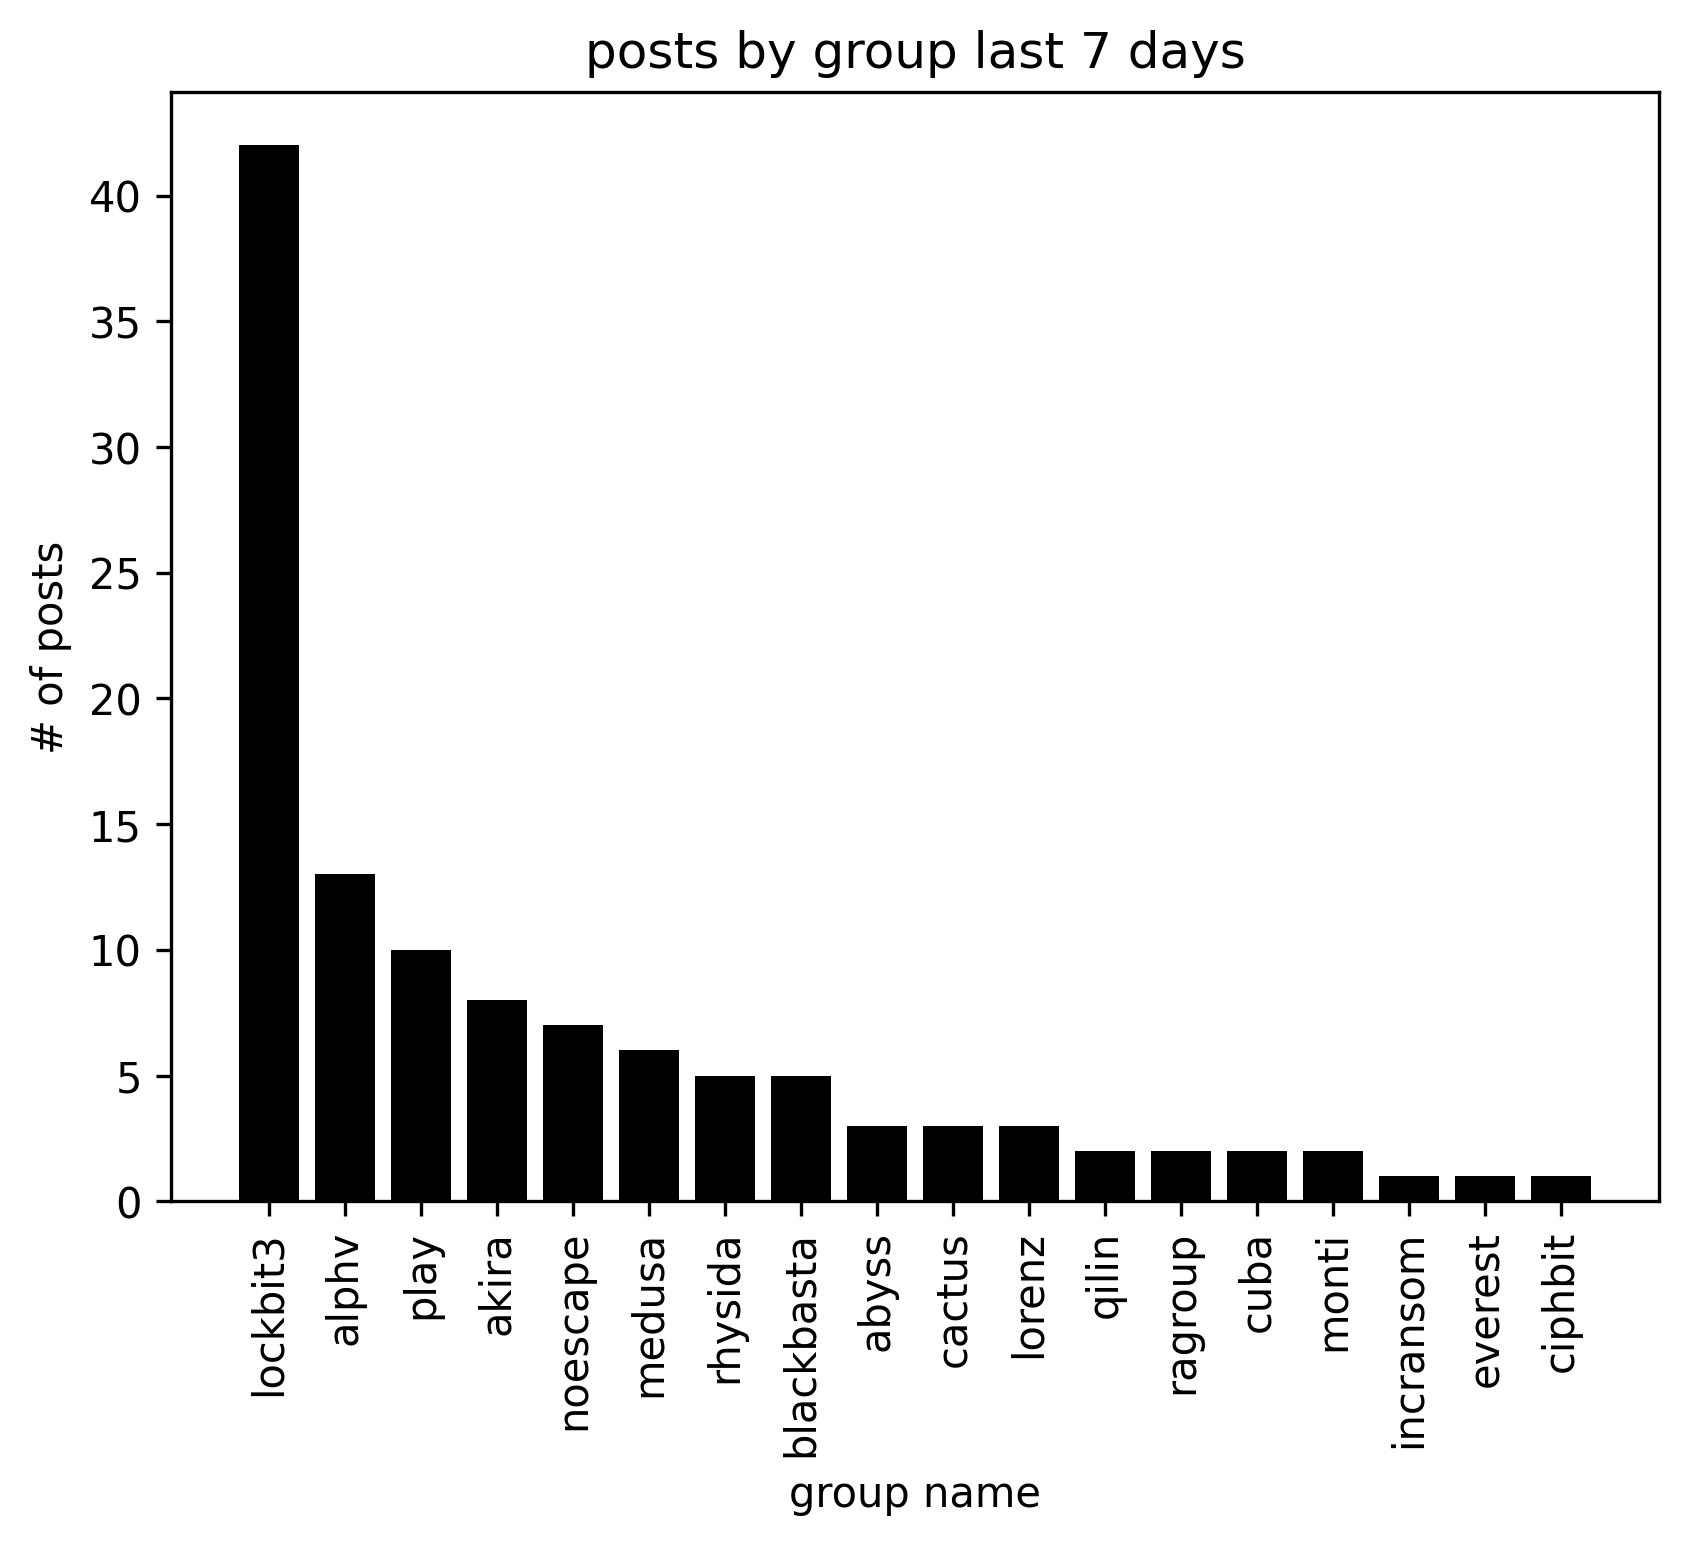 posts by group last 7 days
# of posts
40
35
30
25
20
15
10
5
0
lockbit3
alphv
play
akira
noescape
medusa
rhysida
blackbasta
abyss
cactus
lorenz
qilin
ragroup
cuba
monti
incransom
everest
ciphbit
group name